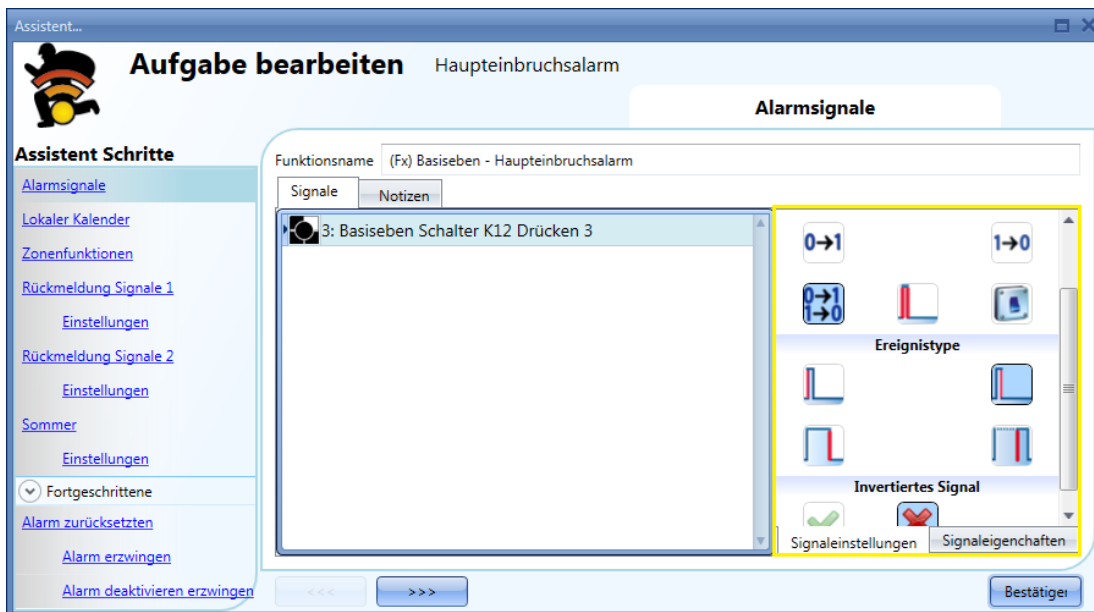 Assistent...
Aufgabe bearbeiten Haupteinbruchsalarm
Alarmsignale
Assistent Schritte
Alarmsignale
Lokaler Kalender
Zonenfunktionen
Rückmeldung Signale 1
Einstellungen
Rückmeldung Signale 2
Einstellungen
Sommer
Einstellungen
Fortgeschrittene
Alarm zurücksetzten
Alarm erzwingen
Alarm deaktivieren erzwingen
Funktionsname (Fx) Basiseben - Haupteinbruchsalarm
Signale Notizen
3: Basiseben Schalter K12 Drücken 3
0→1 1→0
0→1
1→0
Ereignistype
Invertiertes Signal
Signaleinstellungen Signaleigenchaften
<<< >>> Bestätiger